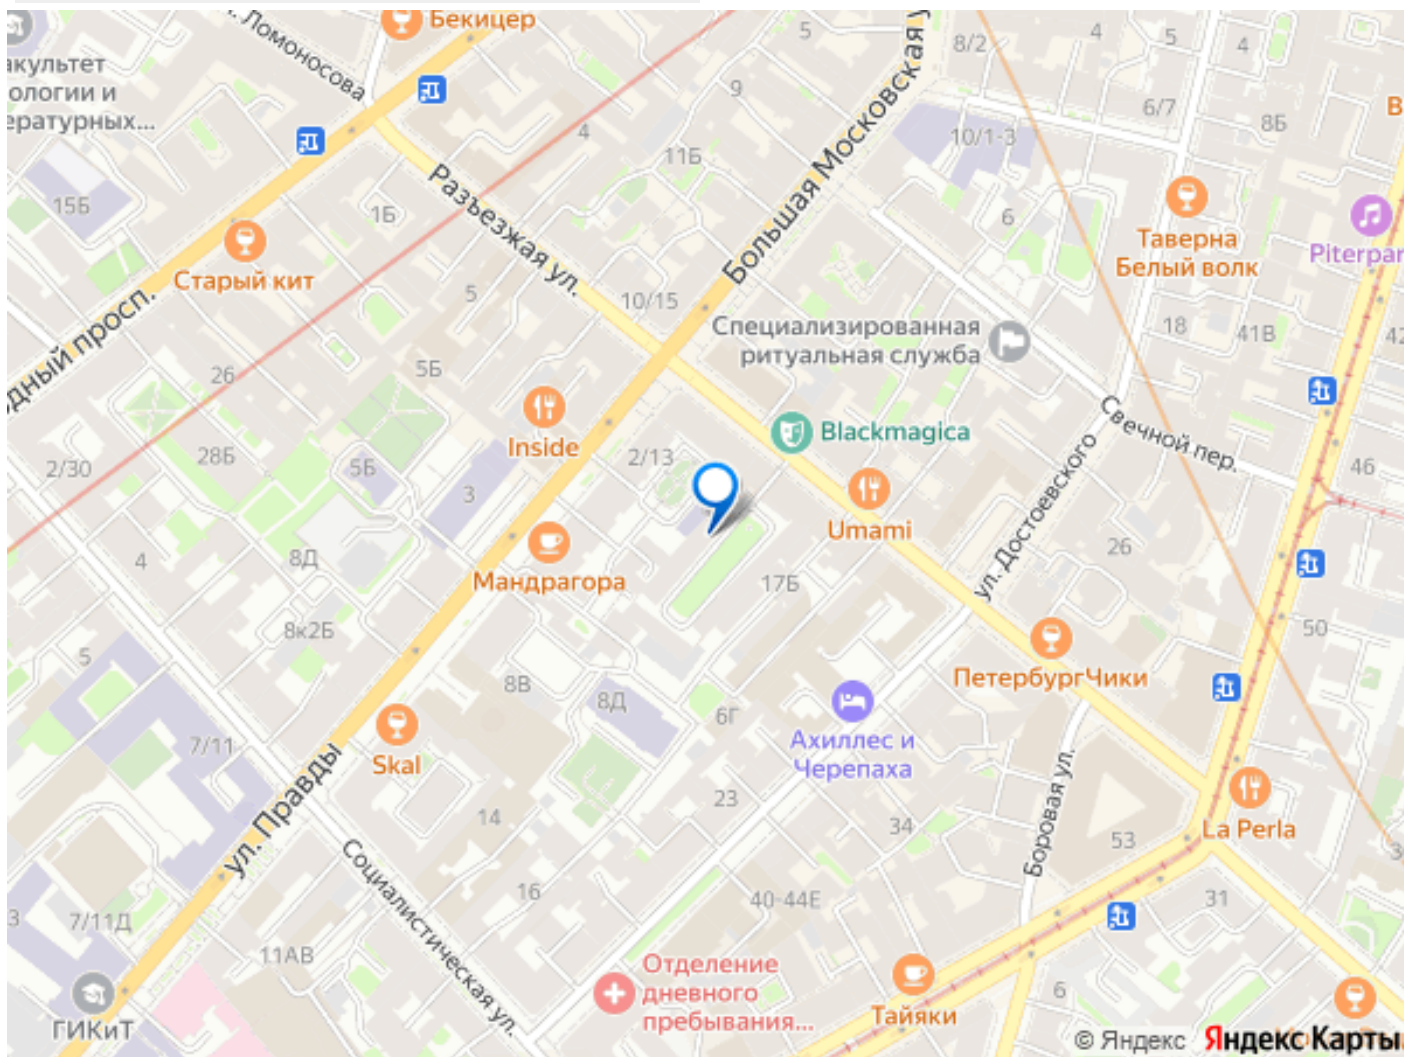 Бекицер
Ломоносова
5
8/2
4
5
4
акультет
ологии и
ературных...
9
6/7
8Б
В
10/1-3
4
11Б
Большая Московская у
15Б
1Б
Разъезжая ул.
6
Таверна
Белый волк
Piterpar
Старый кит
5
10/15
Специализированная
ритуальная служба
18
41В
42
дный просп.
26
5Б
Inside
Blackmagica
Свечной пер.
2/30
28Б
5Б
3
2/13
46
Umami
ул. Достоевского
26
4
8Д
Мандрагора
17Б
8к2Б
50
5
ПетербургЧики
8В
8Д
6Г
7/11
Skal
Ахиллес и
Черепаха
ул. Правды
14
23
34
Боровая ул.
La Perla
53
3
Социалистическая ул.
16
40-44Е
31
3
7/11Д
11АВ
ГИКиТ
Отделение
дневного
пребывания...
Тайяки
6
© Яндекс Яндекс Карты